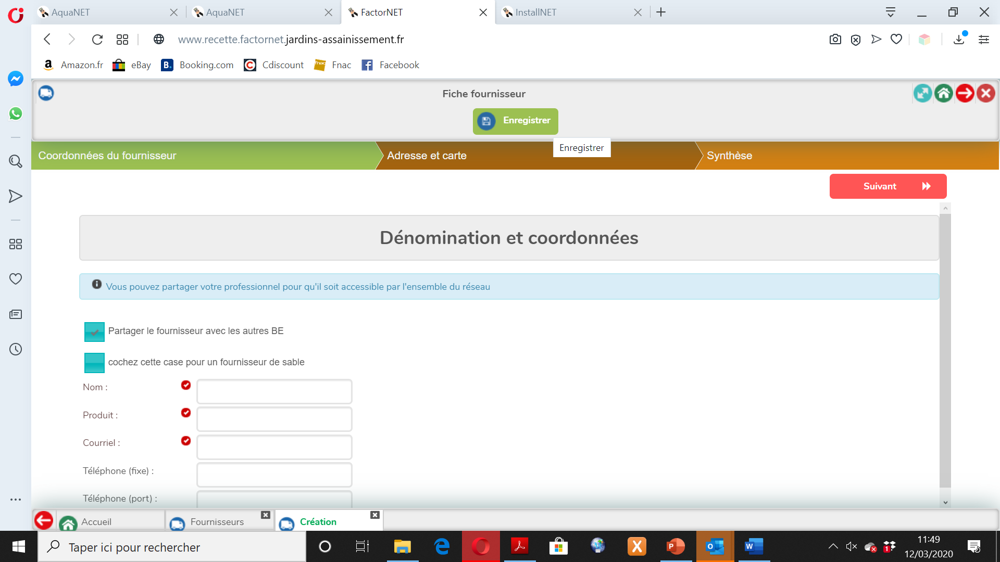 AquaNET
AquaNET
FactorNET
InstallNET
www.recette.factornet.jardins-assainissement.fr
Amazon.fr
eBay
Booking.com
Cdiscount
Fnac
Facebook
Fiche fournisseur
Enregistrer
Enregistrer
Coordonnées du fournisseur
Adresse et carte
Synthèse
Suivant
Dénomination et coordonnées
Vous pouvez partager votre professionnel pour qu'il soit accessible par l'ensemble du réseau
Partager le fournisseur avec les autres BE
cochez cette case pour un fournisseur de sable
Nom :
Produit :
Courriel :
Téléphone (fixe) :
Téléphone (port) :
Accueil
Fournisseurs
Création
Taper ici pour rechercher
11:49
12/03/2020